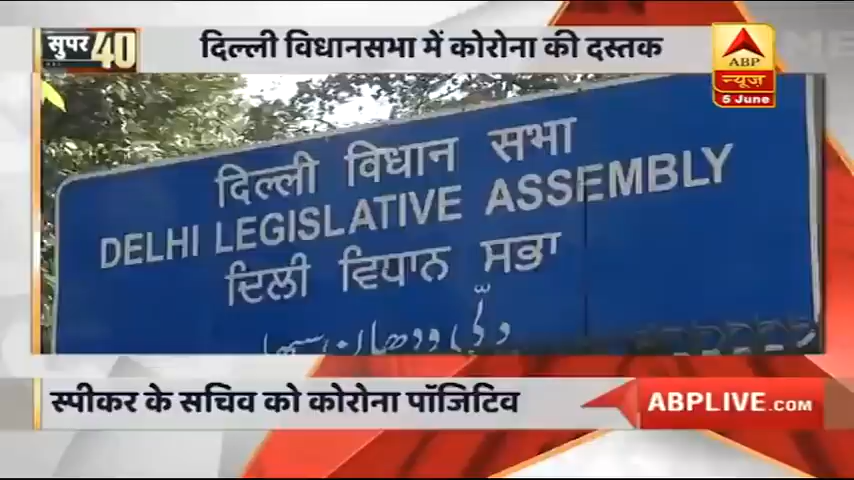 सुपर 40
दिल्ली विधानसभा में कोरोना की दस्तक
ABP
न्यूज़
5 June
दिल्ली विधान सभा
DELHI LEGISLATIVE ASSEMBLY
ਦਿਲੀ ਵਿਧਾਨ ਸਭਾ
स्पीकर के सचिव को कोरोना पॉजिटिव
ABPLIVE.COM